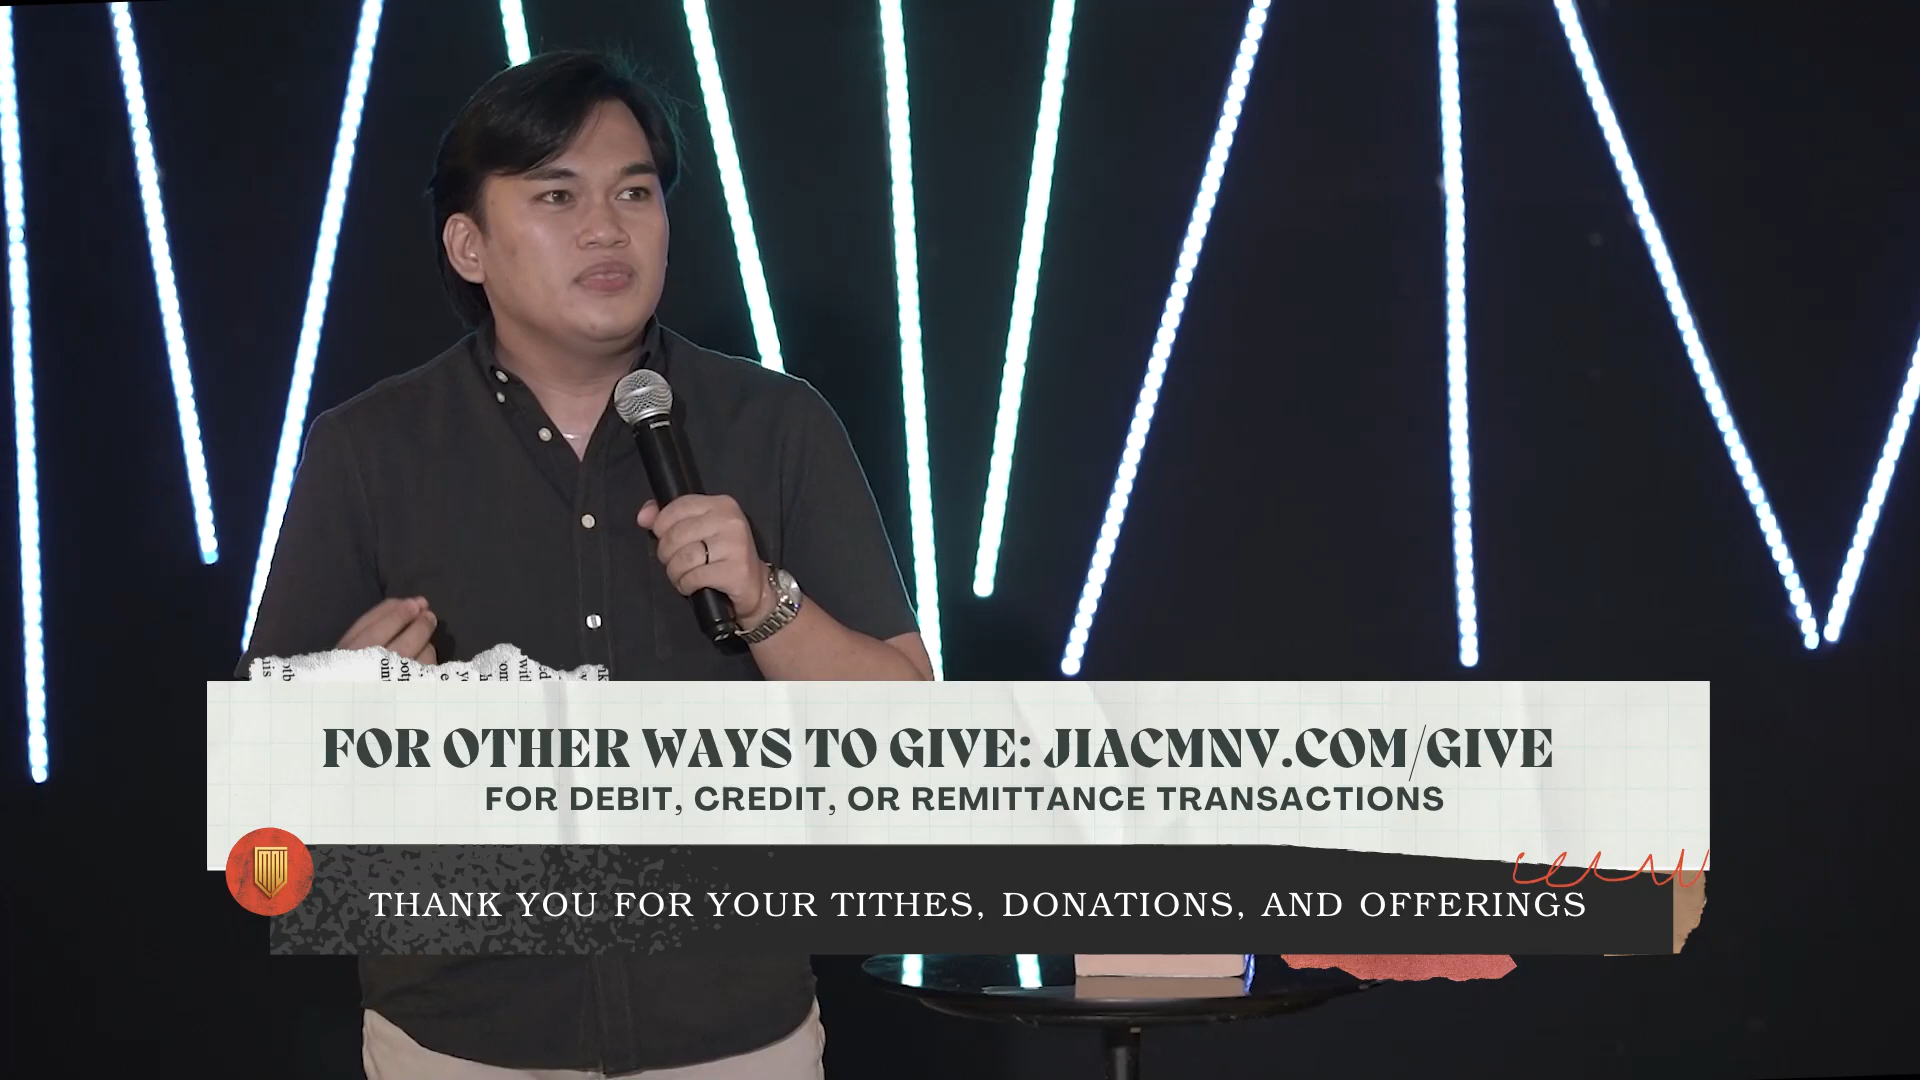 FOR OTHER WAYS TO GIVE: JIACMNV.COM/GIVE
FOR DEBIT, CREDIT, OR REMITTANCE TRANSACTIONS
THANK YOU FOR YOUR TITHES, DONATIONS, AND OFFERINGS